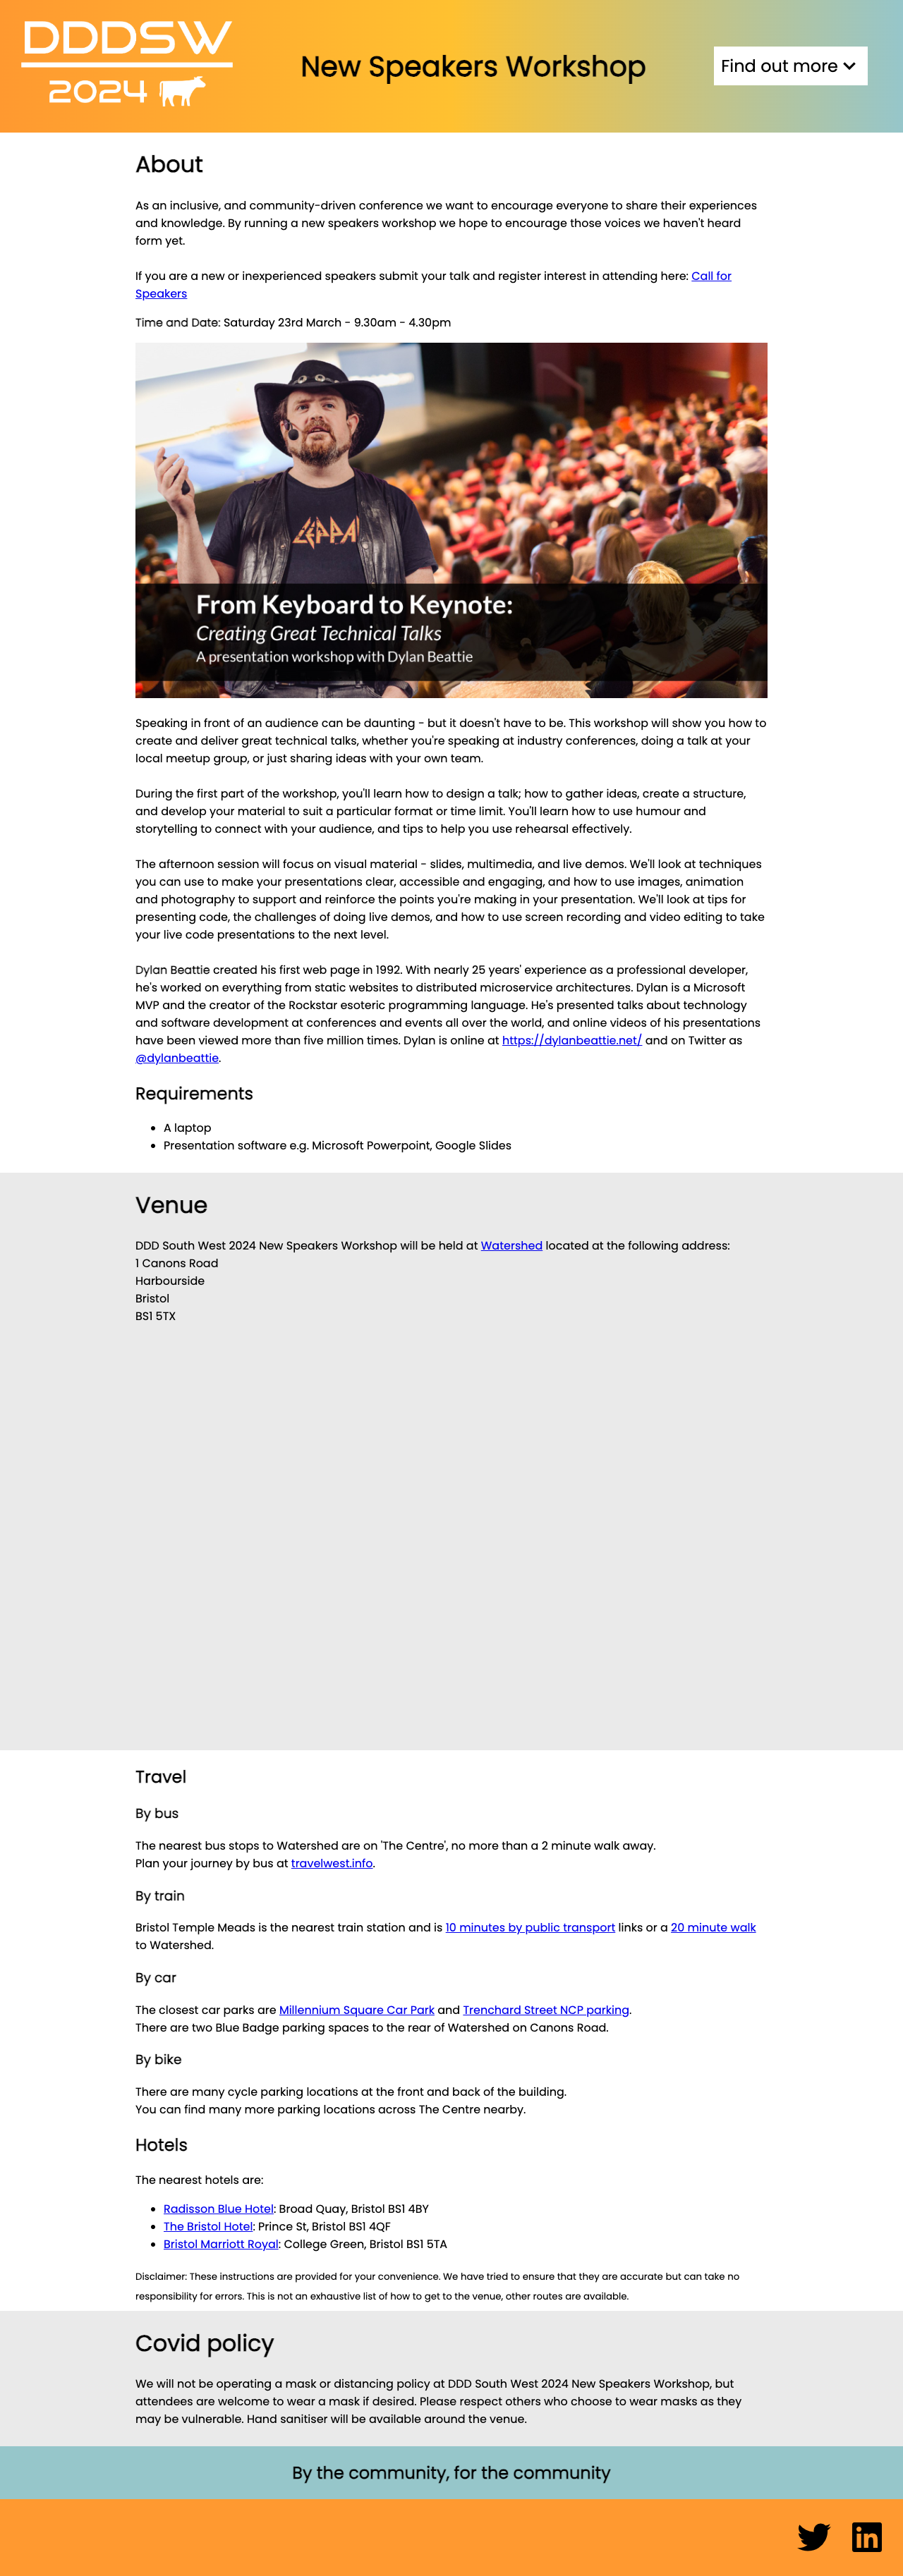 DDDSW
2024
New Speakers Workshop
Find out more
About
As an inclusive, and community-driven conference we want to encourage everyone to share their experiences
and knowledge. By running a new speakers workshop we hope to encourage those voices we haven't heard
form yet.
If you are a new or inexperienced speakers submit your talk and register interest in attending here: Call for
Speakers
Time and Date: Saturday 23rd March - 9.30am - 4.30pm
LEPPA
From Keyboard to Keynote:
Creating Great Technical Talks
A presentation workshop with Dylan Beattie
Speaking in front of an audience can be daunting - but it doesn't have to be. This workshop will show you how to
create and deliver great technical talks, whether you're speaking at industry conferences, doing a talk at your
local meetup group, or just sharing ideas with your own team.
During the first part of the workshop, you'll learn how to design a talk; how to gather ideas, create a structure,
and develop your material to suit a particular format or time limit. You'll learn how to use humour and
storytelling to connect with your audience, and tips to help you use rehearsal effectively.
The afternoon session will focus on visual material - slides, multimedia, and live demos. We'll look at techniques
you can use to make your presentations clear, accessible and engaging, and how to use images, animation
and photography to support and reinforce the points you're making in your presentation. We'll look at tips for
presenting code, the challenges of doing live demos, and how to use screen recording and video editing to take
your live code presentations to the next level.
Dylan Beattie created his first web page in 1992. With nearly 25 years' experience as a professional developer,
he's worked on everything from static websites to distributed microservice architectures. Dylan is a Microsoft
MVP and the creator of the Rockstar esoteric programming language. He's presented talks about technology
and software development at conferences and events all over the world, and online videos of his presentations
have been viewed more than five million times. Dylan is online at https://dylanbeattie.net/ and on Twitter as
@dylanbeattie.
Requirements
• A laptop
• Presentation software e.g. Microsoft Powerpoint, Google Slides
Venue
DDD South West 2024 New Speakers Workshop will be held at Watershed located at the following address:
1 Canons Road
Harbourside
Bristol
BS1 5TX
Travel
By bus
The nearest bus stops to Watershed are on 'The Centre', no more than a 2 minute walk away.
Plan your journey by bus at travelwest.info.
By train
Bristol Temple Meads is the nearest train station and is 10 minutes by public transport links or a 20 minute walk
to Watershed.
By car
The closest car parks are Millennium Square Car Park and Trenchard Street NCP parking.
There are two Blue Badge parking spaces to the rear of Watershed on Canons Road.
By bike
There are many cycle parking locations at the front and back of the building.
You can find many more parking locations across The Centre nearby.
Hotels
The nearest hotels are:
• Radisson Blue Hotel: Broad Quay, Bristol BS1 4BY
• The Bristol Hotel: Prince St, Bristol BS1 4QF
• Bristol Marriott Royal: College Green, Bristol BS1 5TA
Disclaimer: These instructions are provided for your convenience. We have tried to ensure that they are accurate but can take no
responsibility for errors. This is not an exhaustive list of how to get to the venue, other routes are available.
Covid policy
We will not be operating a mask or distancing policy at DDD South West 2024 New Speakers Workshop, but
attendees are welcome to wear a mask if desired. Please respect others who choose to wear masks as they
may be vulnerable. Hand sanitiser will be available around the venue.
By the community, for the community
in